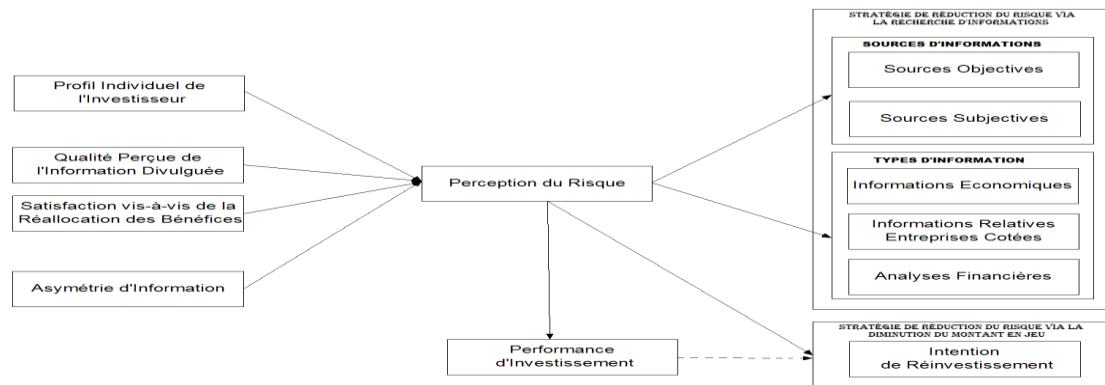 Profil Individuel de
l'Investisseur
Qualité Perçue de
l'Information Divulguée
Satisfaction vis-à-vis de la
Réallocation des Bénéfices
Asymétrie d'Information
Perception du Risque
Performance
d'Investissement
STRATÉGIE DE RÉDUCTION DU RISQUE VIA
LA RECHERCHE D'INFORMATIONS
SOURCES D'INFORMATIONS
Sources Objectives
Sources Subjectives
TYPES D'INFORMATION
Informations Economiques
Informations Relatives
Entreprises Cotées
Analyses Financières
STRATÉGIE DE RÉDUCTION DU RISQUE VIA LA
DIMINUTION DU MONTANT EN JEU
Intention
de Réinvestissement